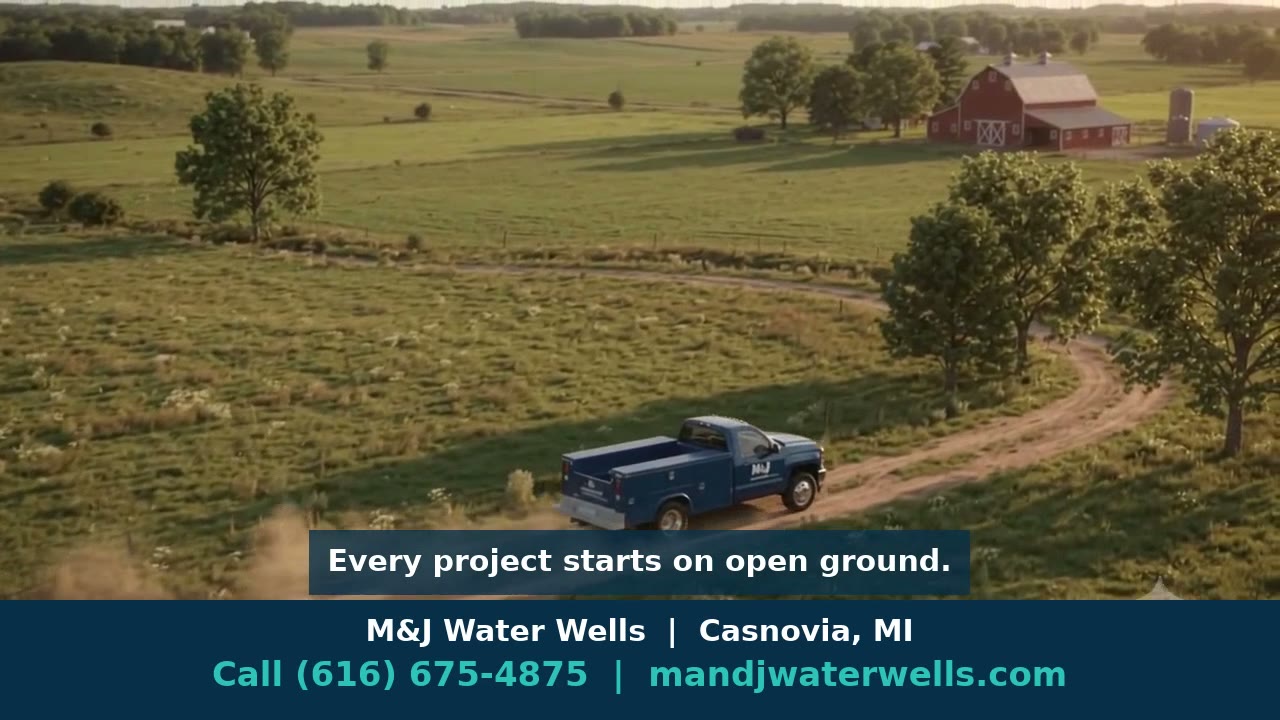 M&J
Every project starts on open ground.
M&J Water Wells | Casnovia, MI
Call (616) 675-4875 | mandjwaterwells.com